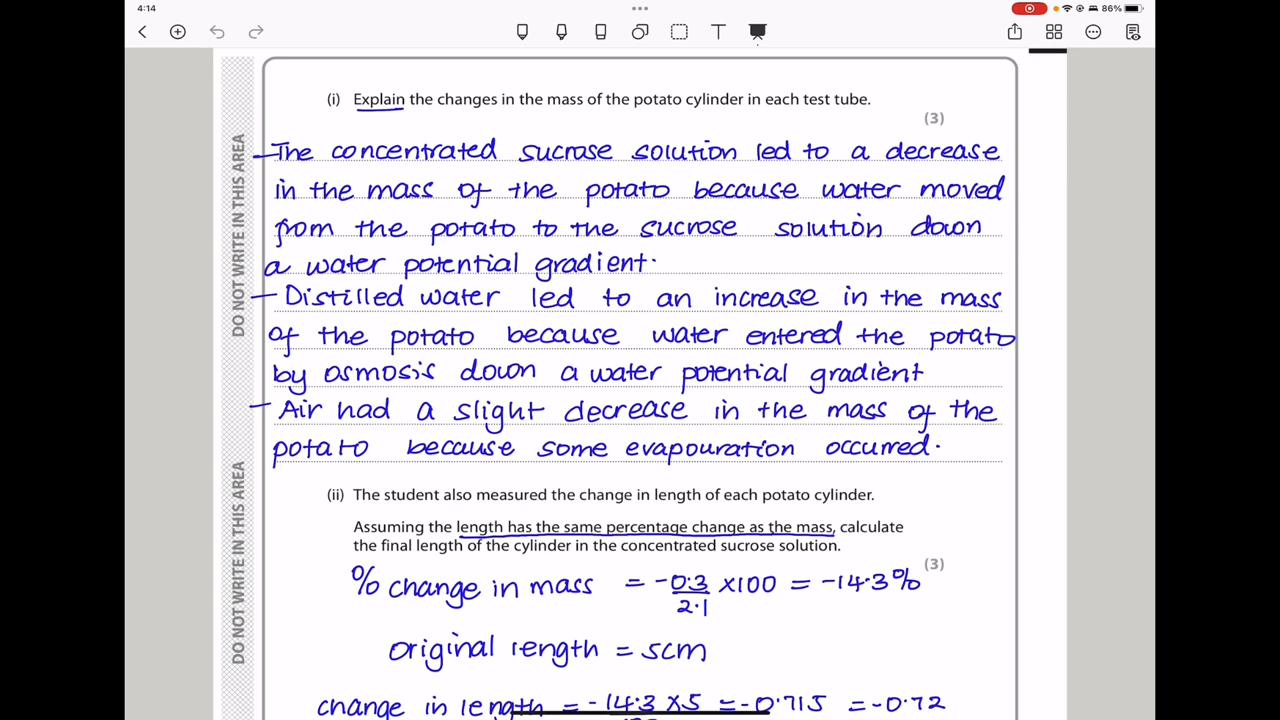 4:14
86%
(i) Explain the changes in the mass of the potato cylinder in each test tube.
(3)
- The concentrated sucrose solution led to a decrease
in the mass of the potato because water moved
from the potato to the sucrose solution down
a water potential gradient.
- Distilled water led to an increase in the mass
of the potato because water entered the potato
by osmosis down a water potential gradient
- Air had a slight decrease in the mass of the
potato because some evapouration occurred.
(ii) The student also measured the change in length of each potato cylinder.
Assuming the length has the same percentage change as the mass, calculate
the final length of the cylinder in the concentrated sucrose solution.
(3)
% change in mass = -0.3 ×100 = -14.3%
2.1
original length = 5cm
change in length = -14.3 × 5 = -0.715 = -0.72
DO NOT WRITE IN THIS AREA
DO NOT WRITE IN THIS AREA